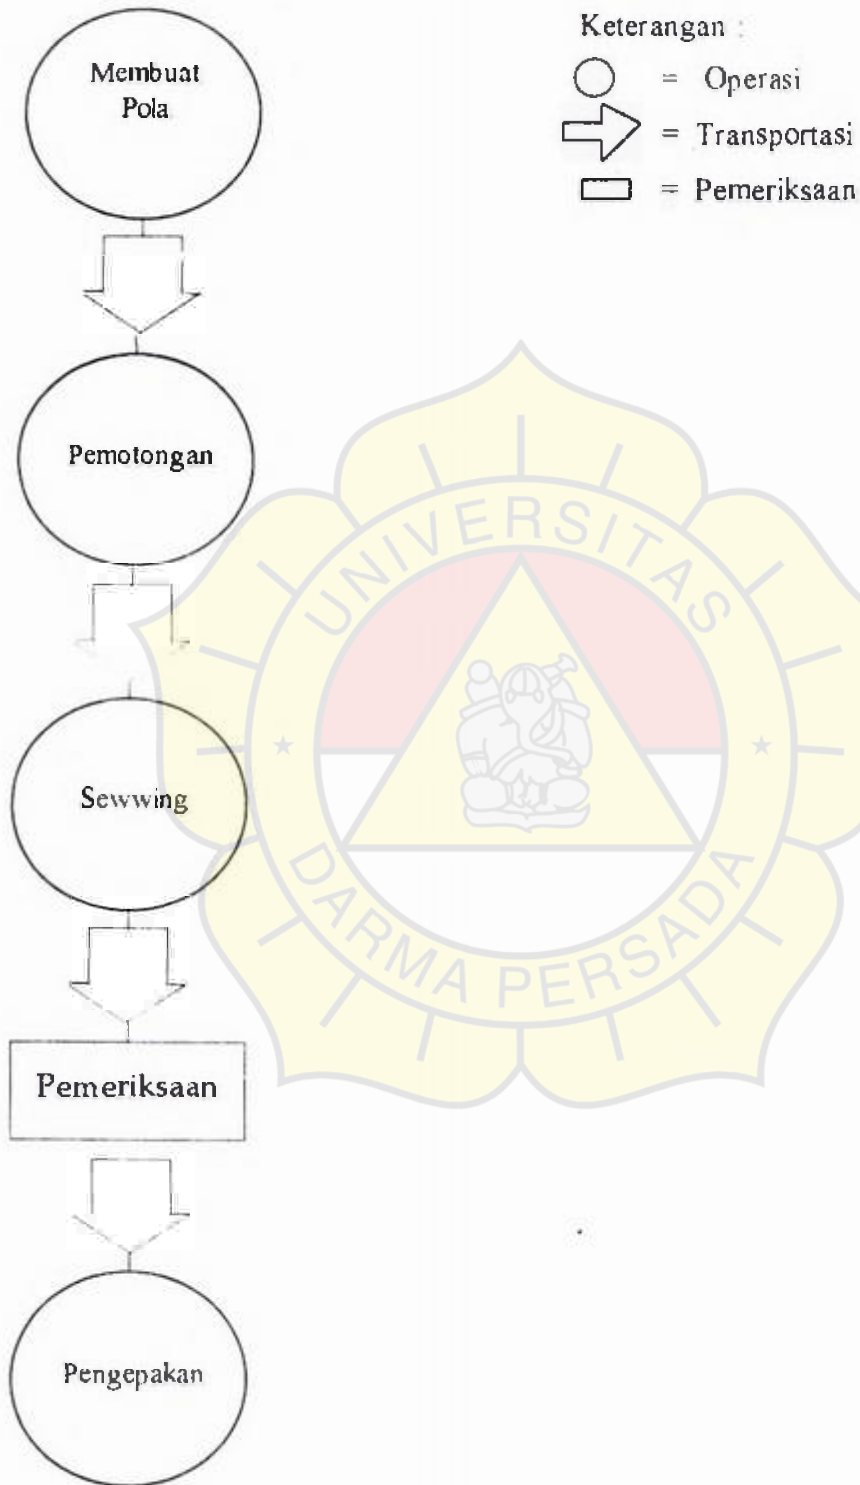 Membuat
Pola
Keterangan :
= Operasi
= Transportasi
= Pemeriksaan
Pemotongan
Sewwing
Pemeriksaan
Pengepakan
UNIVERSITAS
DARMA PERSADA